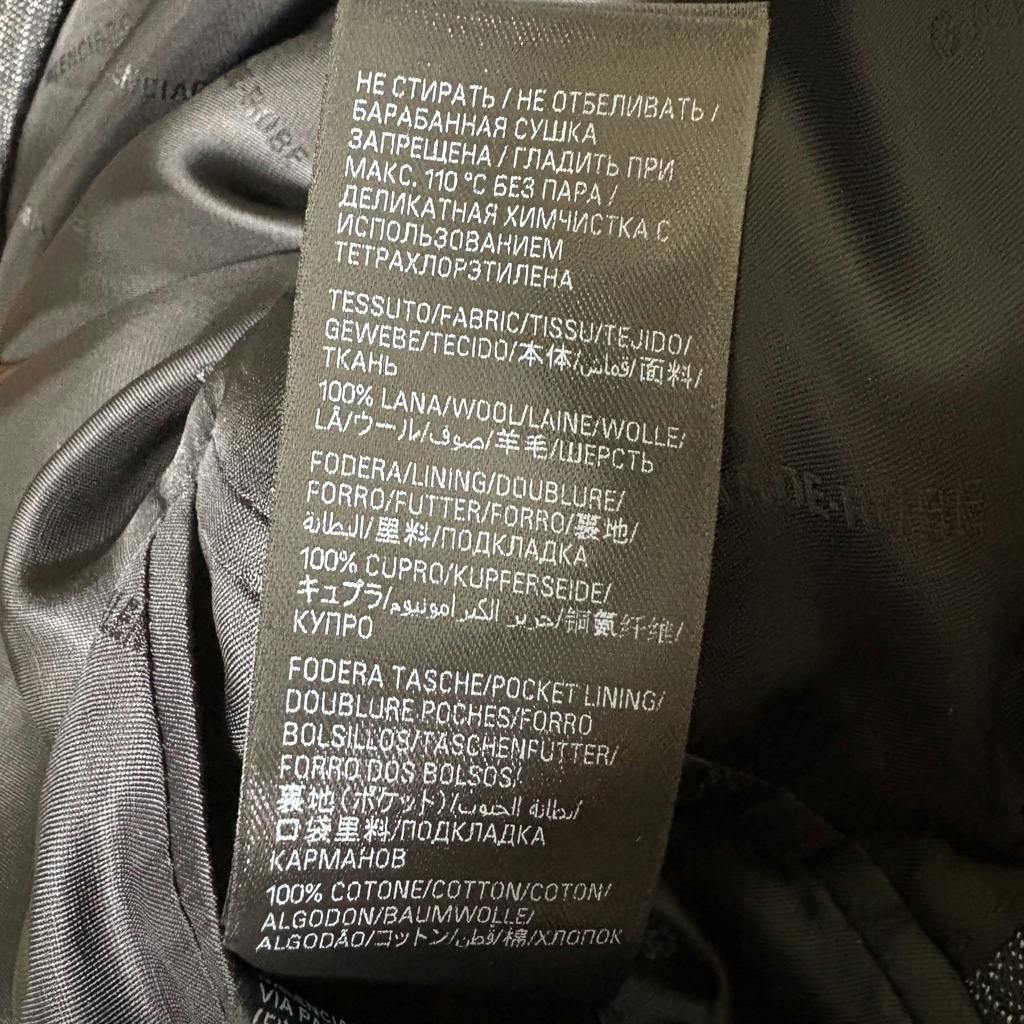 НЕ СТИРАТЬ / НЕ ОТБЕЛИВАТЬ /
БАРАБАННАЯ СУШКА
ЗАПРЕЩЕНА / ГЛАДИТЬ ПРИ
МАКС. 110 °C БЕЗ ПАРА /
ДЕЛИКАТНАЯ ХИМЧИСТКА С
ИСПОЛЬЗОВАНИЕМ
ТЕТРАХЛОРЭТИЛЕНА
TESSUTO/FABRIC/TISSU/TEJIDO/
GEWEBE/TECIDO/本体/قماش/面料/
ТКАНЬ
100% LANA/WOOL/LAINE/WOLLE/
LÃ/ウール/صوف/羊毛/ШЕРСТЬ
FODERA/LINING/DOUBLURE/
FORRO/FUTTER/FORRO/裏地/
البطانة/里料/ПОДКЛАДКА
100% CUPRO/KUPFERSEIDE/
キュプラ/حرير الكبرامونيوم/铜氨纤维/
КУПРО
FODERA TASCHE/POCKET LINING/
DOUBLURE POCHES/FORRO
BOLSILLOS/TASCHENFUTTER/
FORRO DOS BOLSOS/
裏地(ポケット)/بطانة الجيوب/
口袋里料/ПОДКЛАДКА
КАРМАНОВ
100% COTONE/COTTON/COTON/
ALGODON/BAUMWOLLE/
ALGODÃO/コットン/قطن/棉/ХЛОПОК